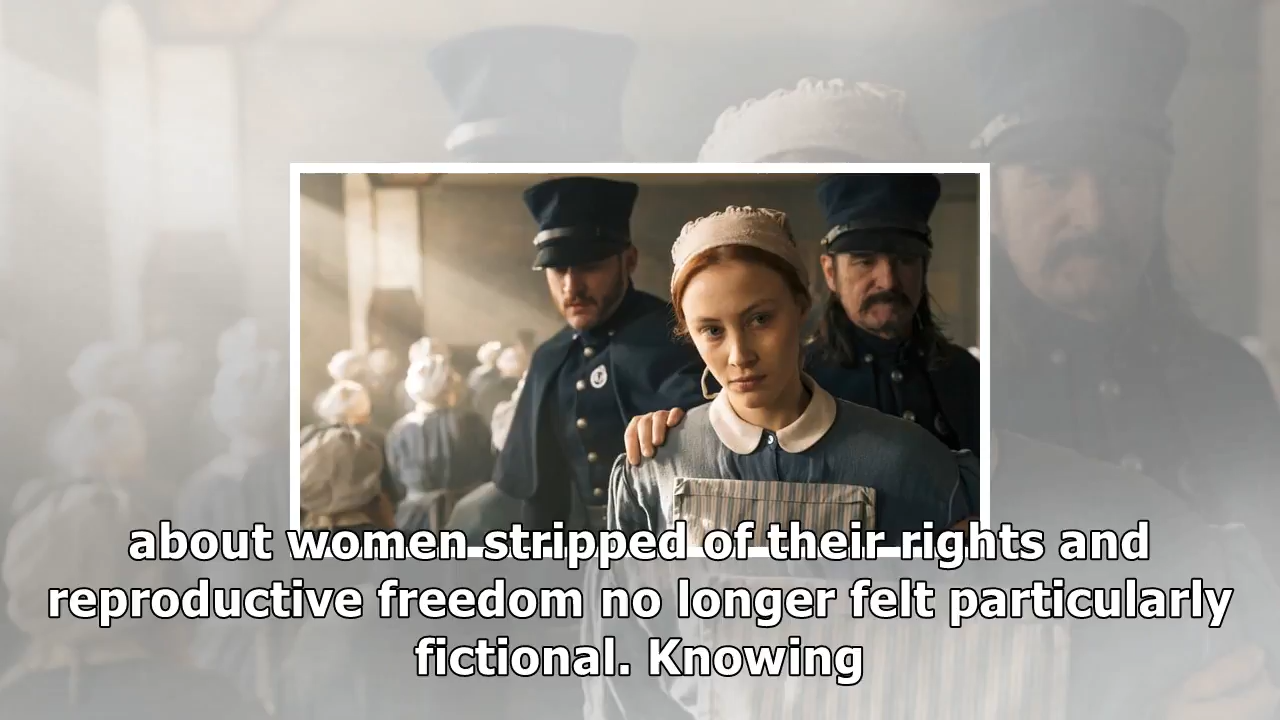 about women stripped of their rights and
reproductive freedom no longer felt particularly
fictional. Knowing